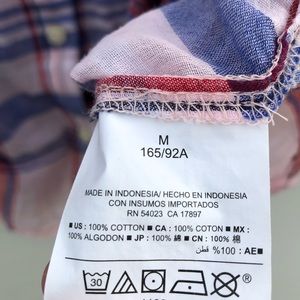 M
165/92A
MADE IN INDONESIA/ HECHO EN INDONESIA
CON INSUMOS IMPORTADOS
RN 54023 CA 17897
■ US : 100% COTTON ■ CA : 100% COTON ■ MX :
100% ALGODON ■ JP : 100% 綿 ■ CN : 100% 棉
■ AE : 100% قطن
30